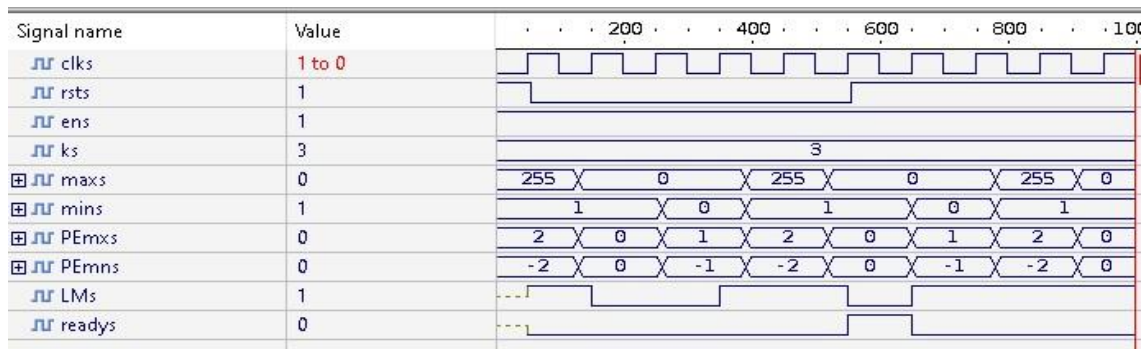 Signal name Value 200 400 600 800 100
clks 1 to 0
rsts 1
ens 1
ks 3 3
maxs 0 255 0 255 0 255 0
mins 1 1 0 1 0 1
PEmxs 0 2 0 1 2 0 1 2 0
PEmns 0 -2 0 -1 -2 0 -1 -2 0
LMs 1
readys 0